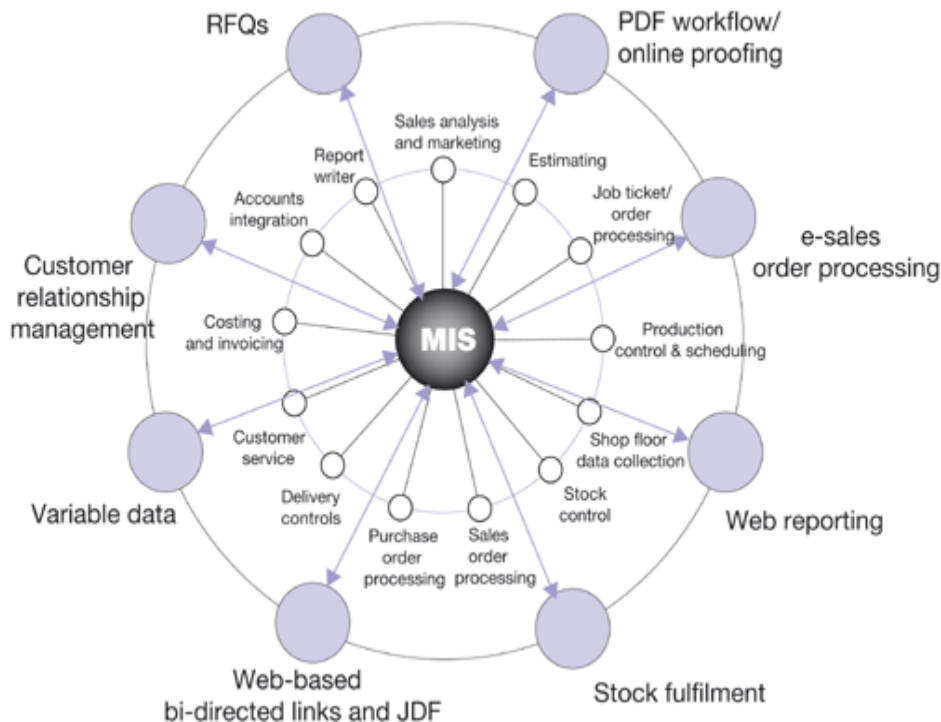 RFQs
PDF workflow/
online proofing
Sales analysis
and marketing
Report
writer
Estimating
Accounts
integration
Job ticket/
order
processing
e-sales
order processing
Customer
relationship
management
Costing
and invoicing
MIS
Production
control & scheduling
Customer
service
Shop floor
data collection
Delivery
controls
Stock
control
Variable data
Web reporting
Purchase
order
processing
Sales
order
processing
Web-based
bi-directed links and JDF
Stock fulfilment